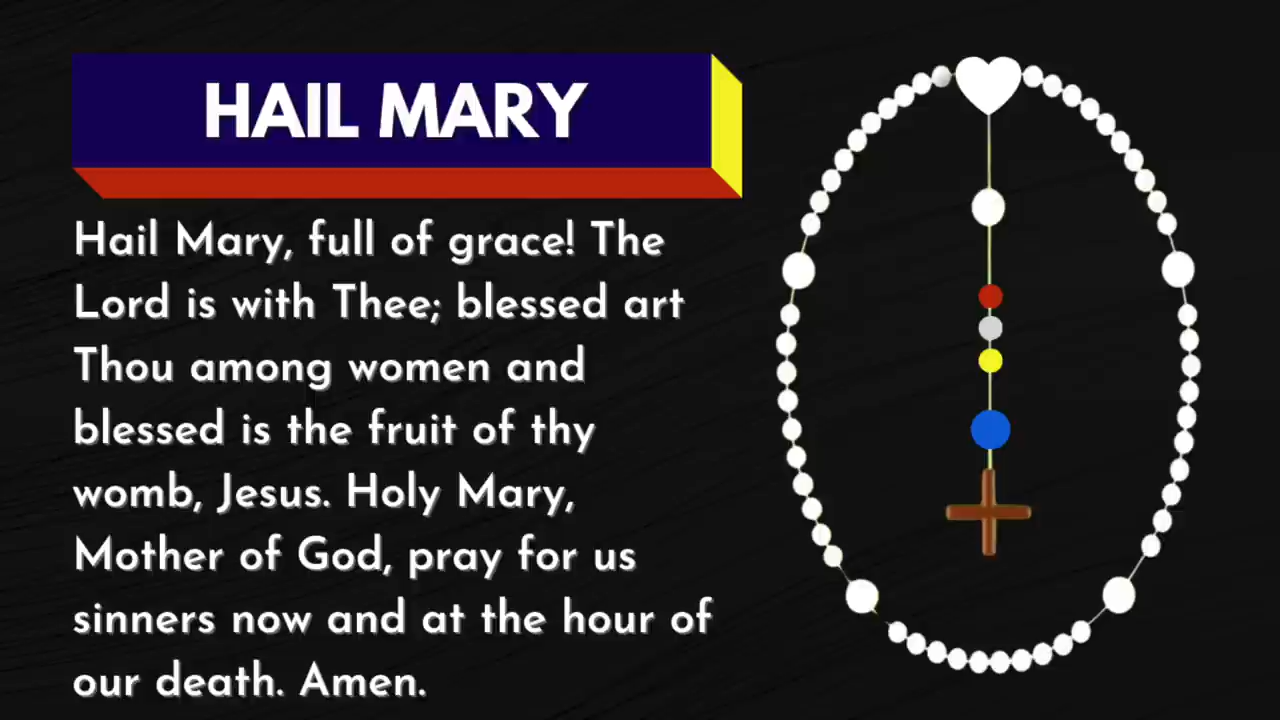 HAIL MARY
Hail Mary, full of grace! The
Lord is with Thee; blessed art
Thou among women and
blessed is the fruit of thy
womb, Jesus. Holy Mary,
Mother of God, pray for us
sinners now and at the hour of
our death. Amen.